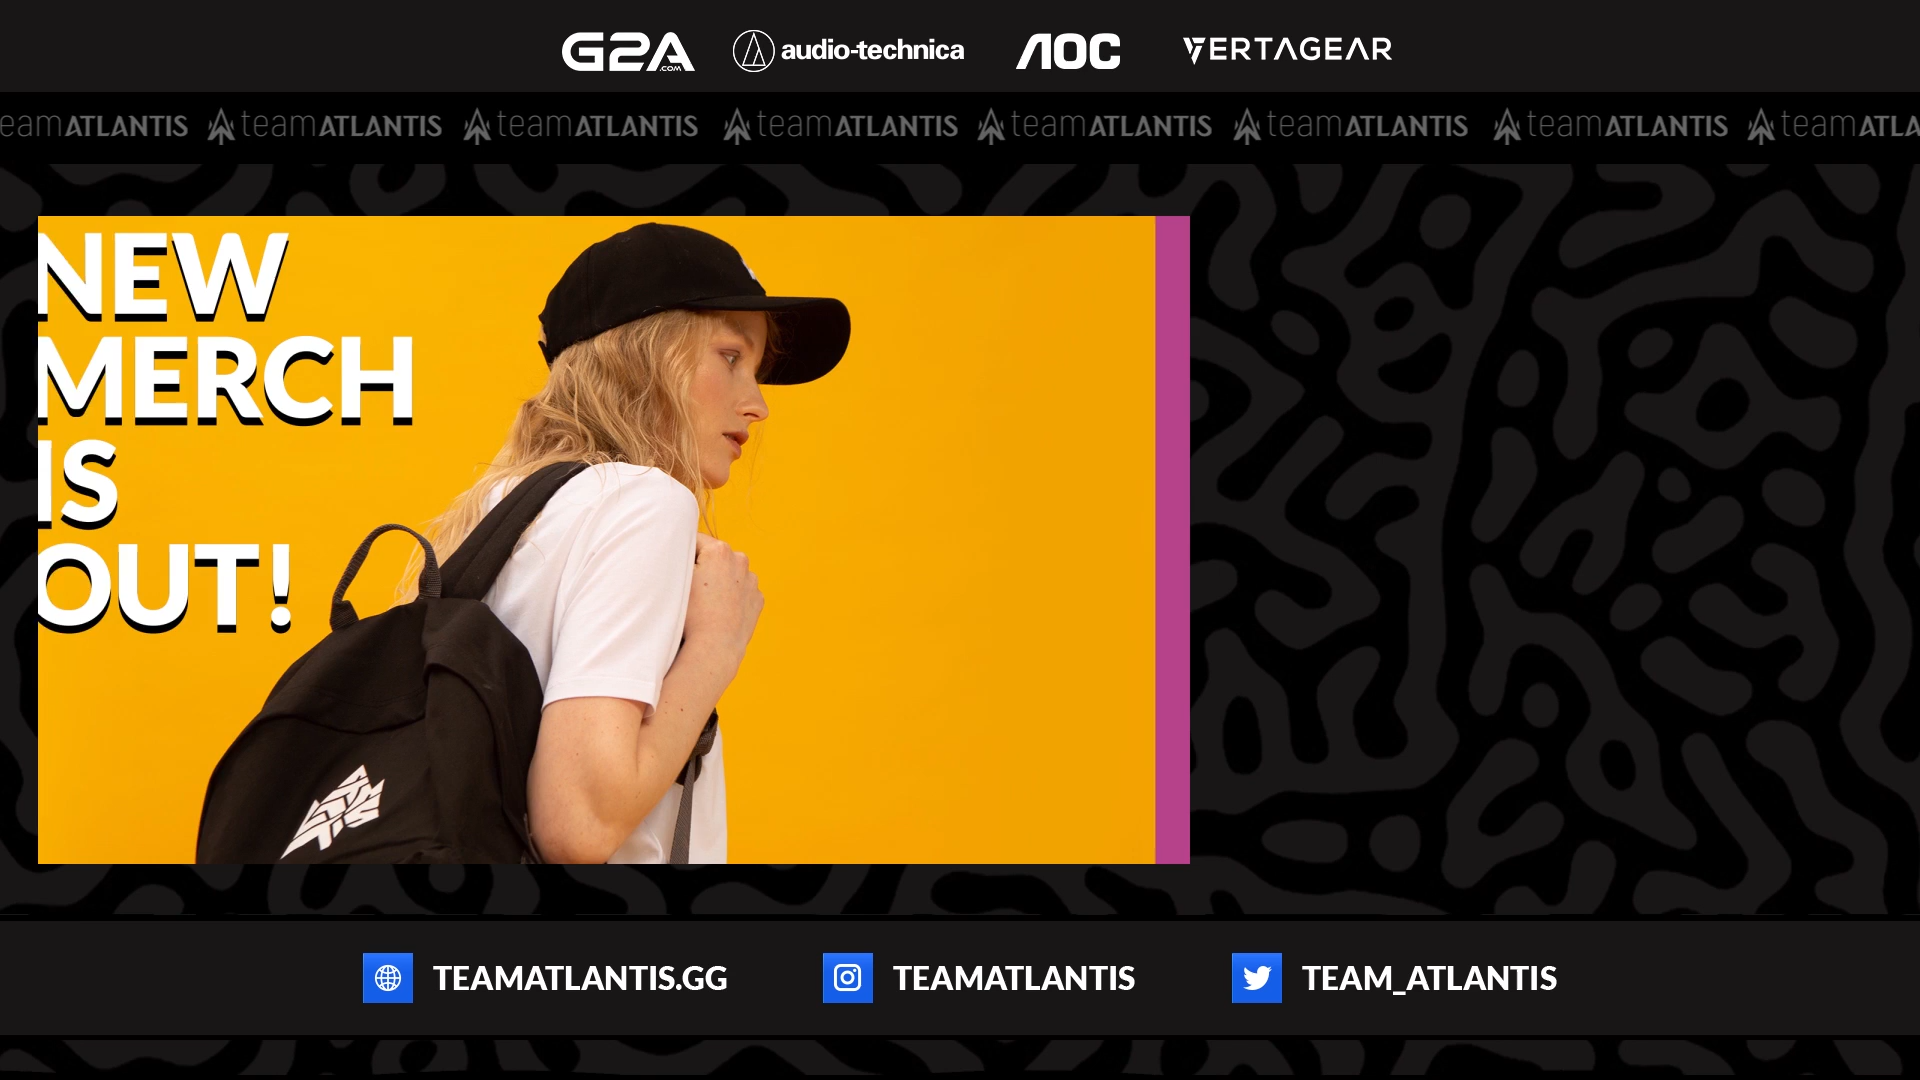 G2A.COM
audio-technica
AOC
VERTAGEAR
eamATLANTIS teamATLANTIS teamATLANTIS teamATLANTIS teamATLANTIS teamATLANTIS teamATLANTIS teamATLA
NEW
MERCH
IS
OUT!
ATLANTIS
TEAMATLANTIS.GG
TEAMATLANTIS
TEAM_ATLANTIS